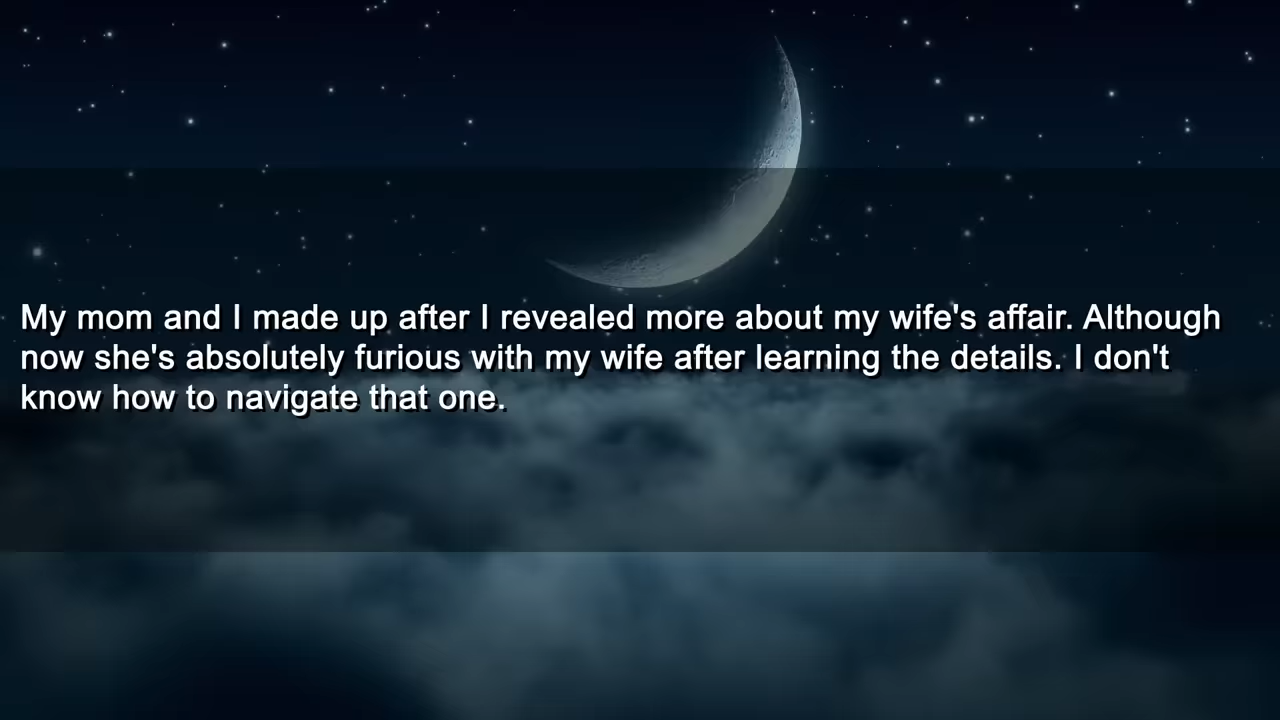 My mom and I made up after I revealed more about my wife's affair. Although
now she's absolutely furious with my wife after learning the details. I don't
know how to navigate that one.